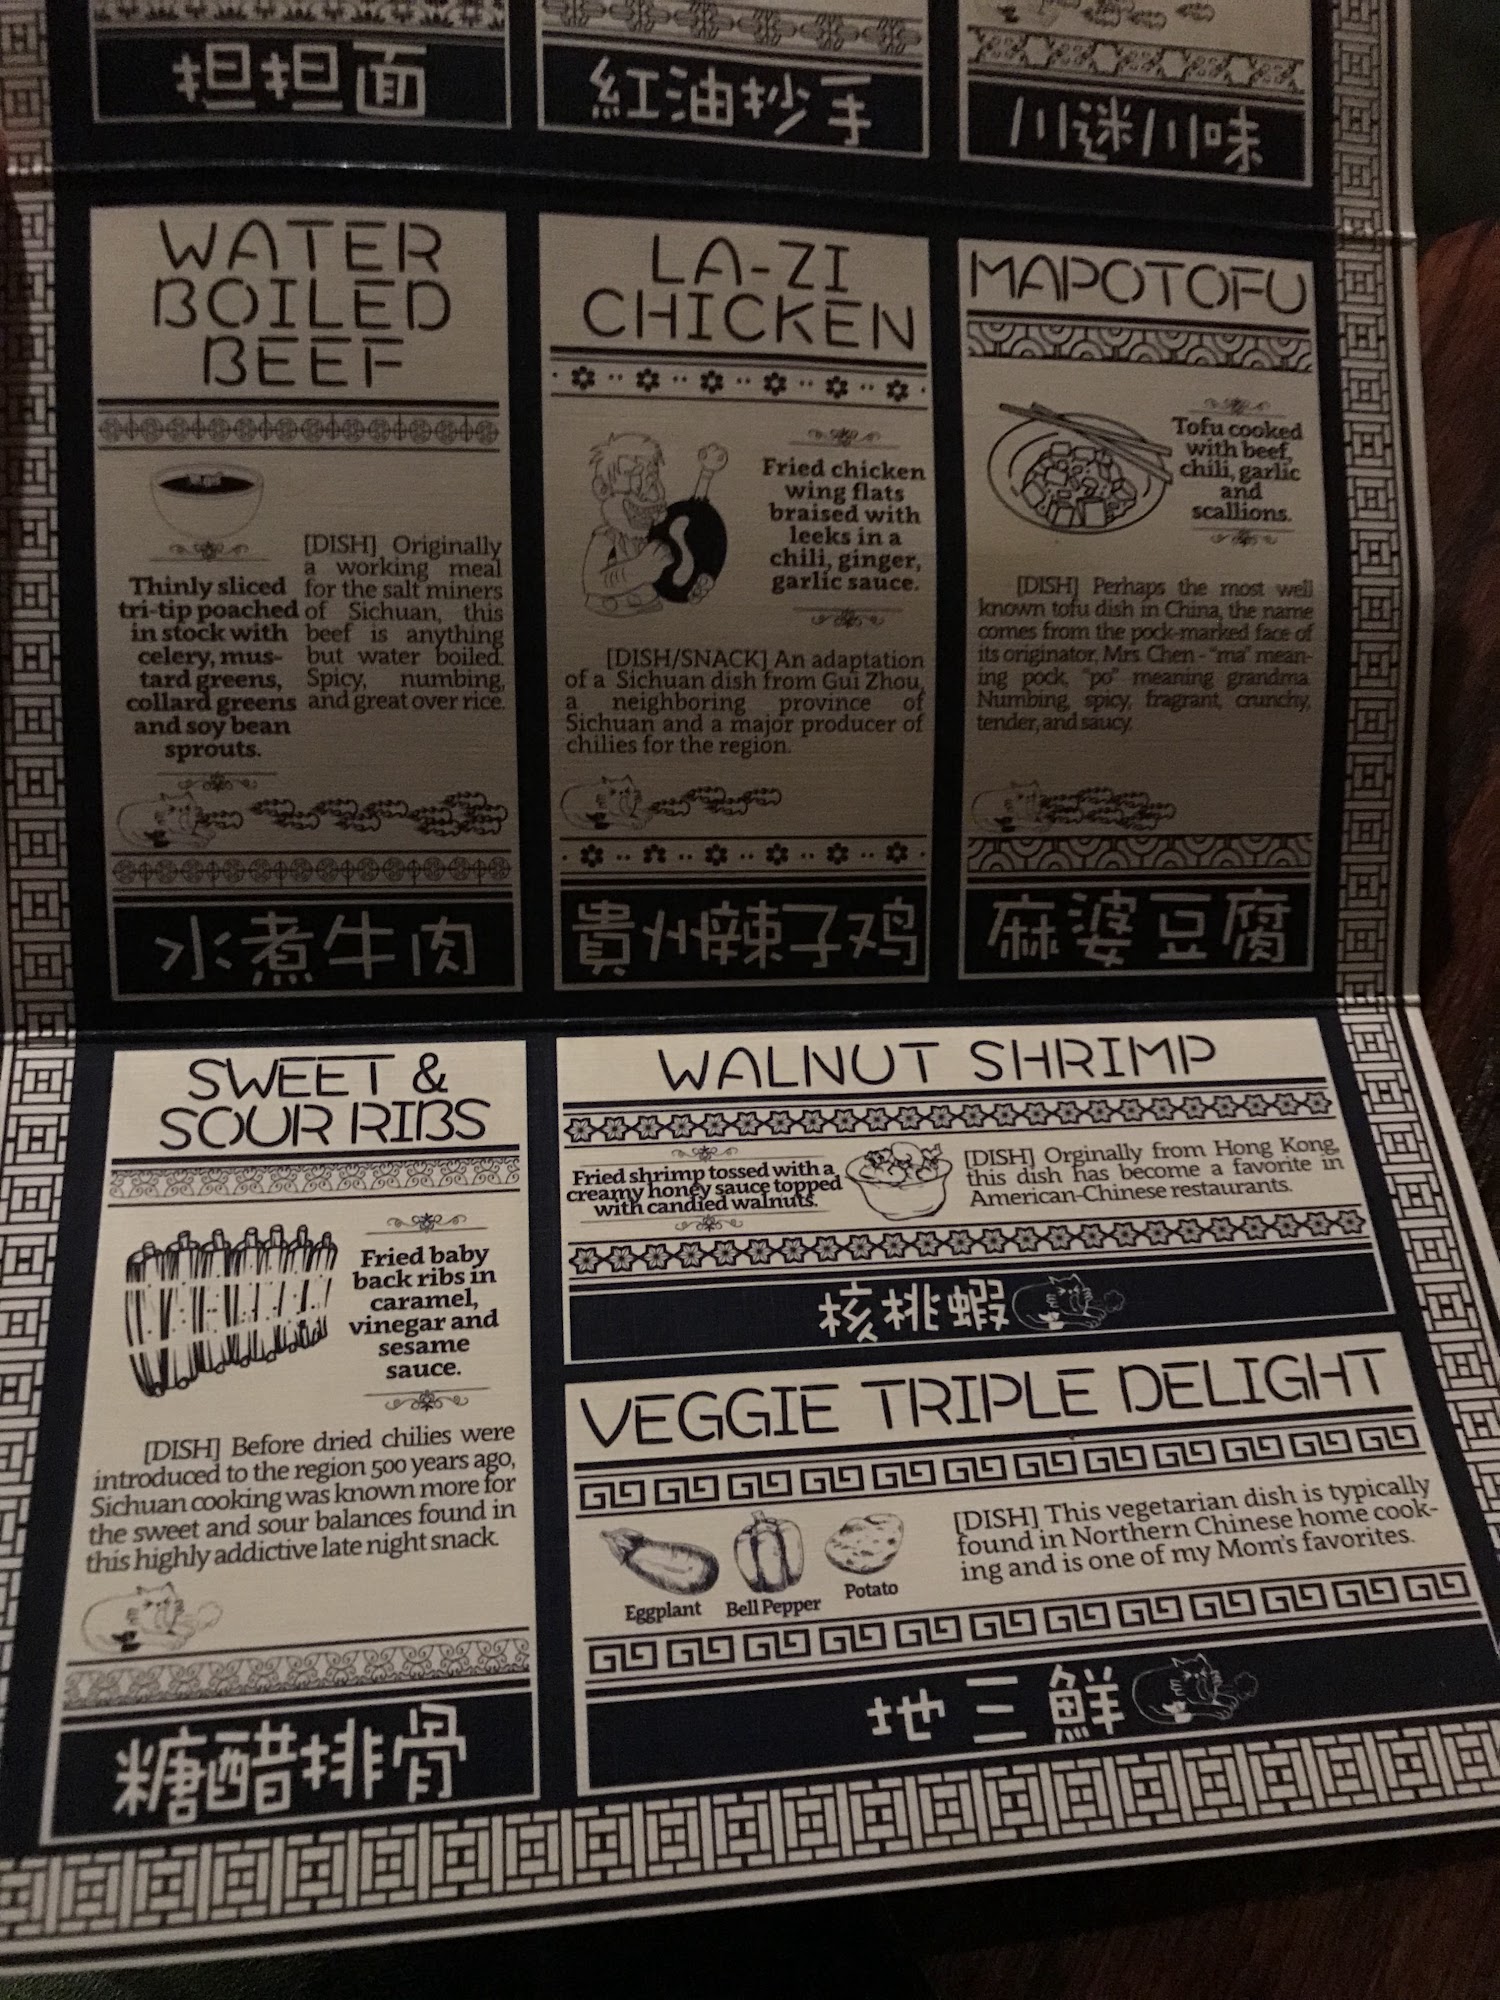 担担面
紅油抄手
川迷川味
WATER
BOILED
BEEF
Thinly sliced
tri-tip poached
in stock with
celery, mus-
tard greens,
collard greens
and soy bean
sprouts.
[DISH] Originally
a working meal
for the salt miners
of Sichuan, this
beef is anything
but water boiled.
Spicy, numbing,
and great over rice.
水煮牛肉
LA-ZI
CHICKEN
Fried chicken
wing flats
braised with
leeks in a
chili, ginger,
garlic sauce.
[DISH/SNACK] An adaptation
of a Sichuan dish from Gui Zhou,
a neighboring province of
Sichuan and a major producer of
chilies for the region.
貴州辣子鸡
MAPOTOFU
Tofu cooked
with beef,
chili, garlic
and
scallions.
[DISH] Perhaps the most well
known tofu dish in China, the name
comes from the pock-marked face of
its originator, Mrs. Chen - "ma" mean-
ing pock, "po" meaning grandma.
Numbing, spicy, fragrant, crunchy,
tender, and saucy.
麻婆豆腐
SWEET &
SOUR RIBS
Fried baby
back ribs in
caramel,
vinegar and
sesame
sauce.
[DISH] Before dried chilies were
introduced to the region 500 years ago,
Sichuan cooking was known more for
the sweet and sour balances found in
this highly addictive late night snack.
糖醋排骨
WALNUT SHRIMP
Fried shrimp tossed with a
creamy honey sauce topped
with candied walnuts.
[DISH] Orginally from Hong Kong,
this dish has become a favorite in
American-Chinese restaurants.
核桃蝦
VEGGIE TRIPLE DELIGHT
Eggplant
Bell Pepper
Potato
[DISH] This vegetarian dish is typically
found in Northern Chinese home cook-
ing and is one of my Mom's favorites.
地三鮮